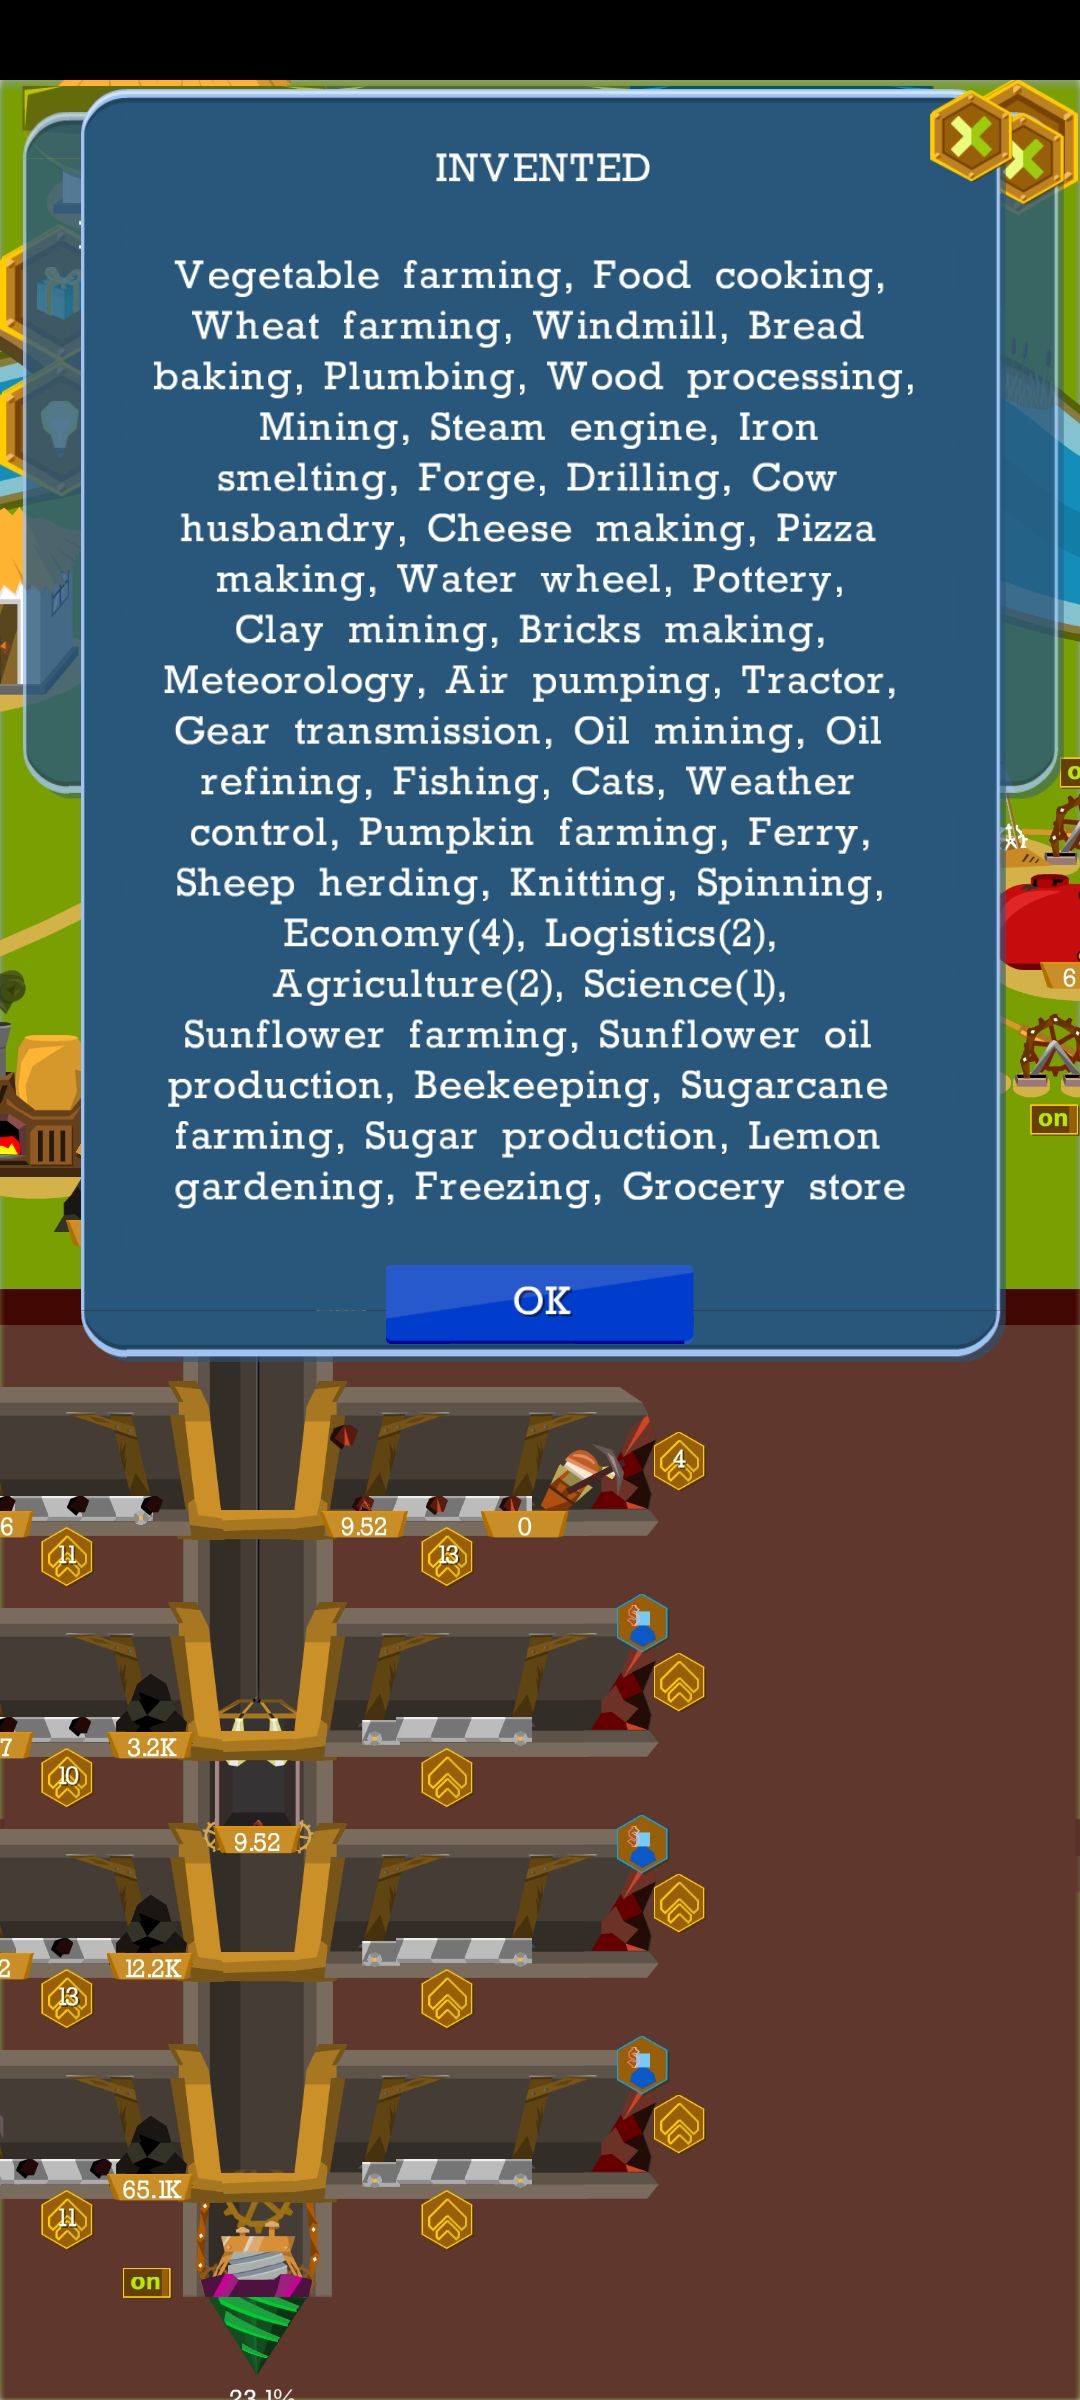 INVENTED
Vegetable farming, Food cooking,
Wheat farming, Windmill, Bread
baking, Plumbing, Wood processing,
Mining, Steam engine, Iron
smelting, Forge, Drilling, Cow
husbandry, Cheese making, Pizza
making, Water wheel, Pottery,
Clay mining, Bricks making,
Meteorology, Air pumping, Tractor,
Gear transmission, Oil mining, Oil
refining, Fishing, Cats, Weather
control, Pumpkin farming, Ferry,
Sheep herding, Knitting, Spinning,
Economy(4), Logistics(2),
Agriculture(2), Science(1),
Sunflower farming, Sunflower oil
production, Beekeeping, Sugarcane
farming, Sugar production, Lemon
gardening, Freezing, Grocery store
6
on
OK
4
6 9.52 0
11 13
7 3.2K
10
9.52
2 12.2K
13
65.1K
11
on
23.1%